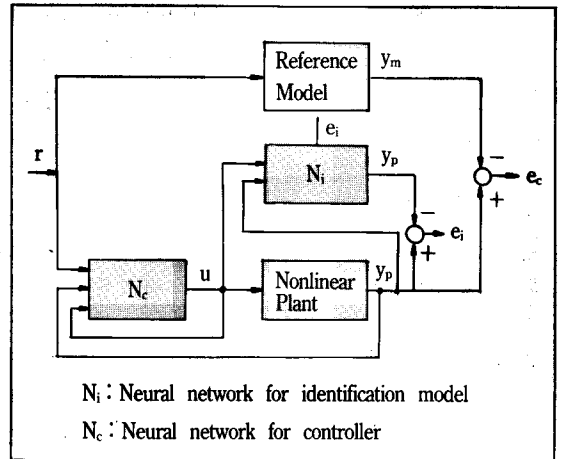 Reference
Model
y_m
e_i
r
N_i
y_p
−
e_c
+
−
e_i
+
N_c
u
Nonlinear
Plant
y_p
N_i : Neural network for identification model
N_c : Neural network for controller